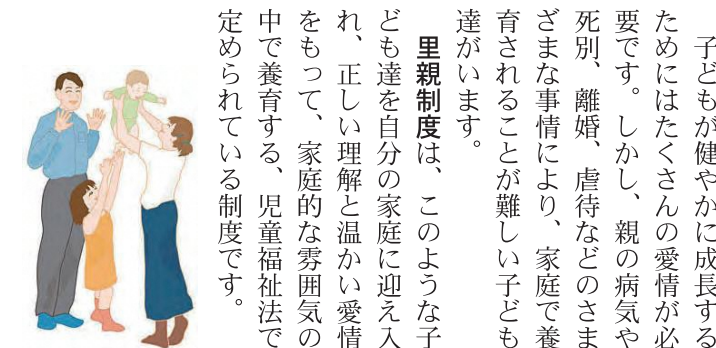 子どもが健やかに成長する
ためにはたくさんの愛情が必
要です。しかし、親の病気や
死別、離婚、虐待などのさま
ざまな事情により、家庭で養
育されることが難しい子ども
達がいます。
里親制度は、このような子
ども達を自分の家庭に迎え入
れ、正しい理解と温かい愛情
をもって、家庭的な雰囲気の
中で養育する、児童福祉法で
定められている制度です。